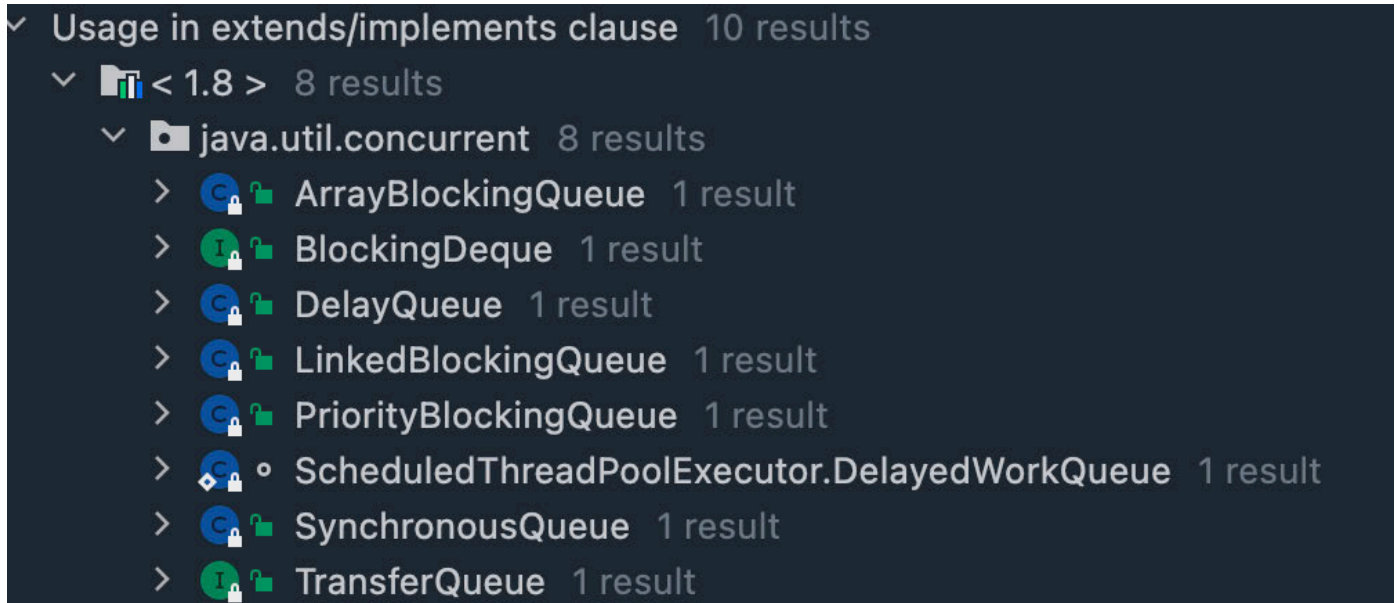 Usage in extends/implements clause 10 results
< 1.8 > 8 results
java.util.concurrent 8 results
C ArrayBlockingQueue 1 result
I BlockingDeque 1 result
C DelayQueue 1 result
C LinkedBlockingQueue 1 result
C PriorityBlockingQueue 1 result
C ScheduledThreadPoolExecutor.DelayedWorkQueue 1 result
C SynchronousQueue 1 result
I TransferQueue 1 result